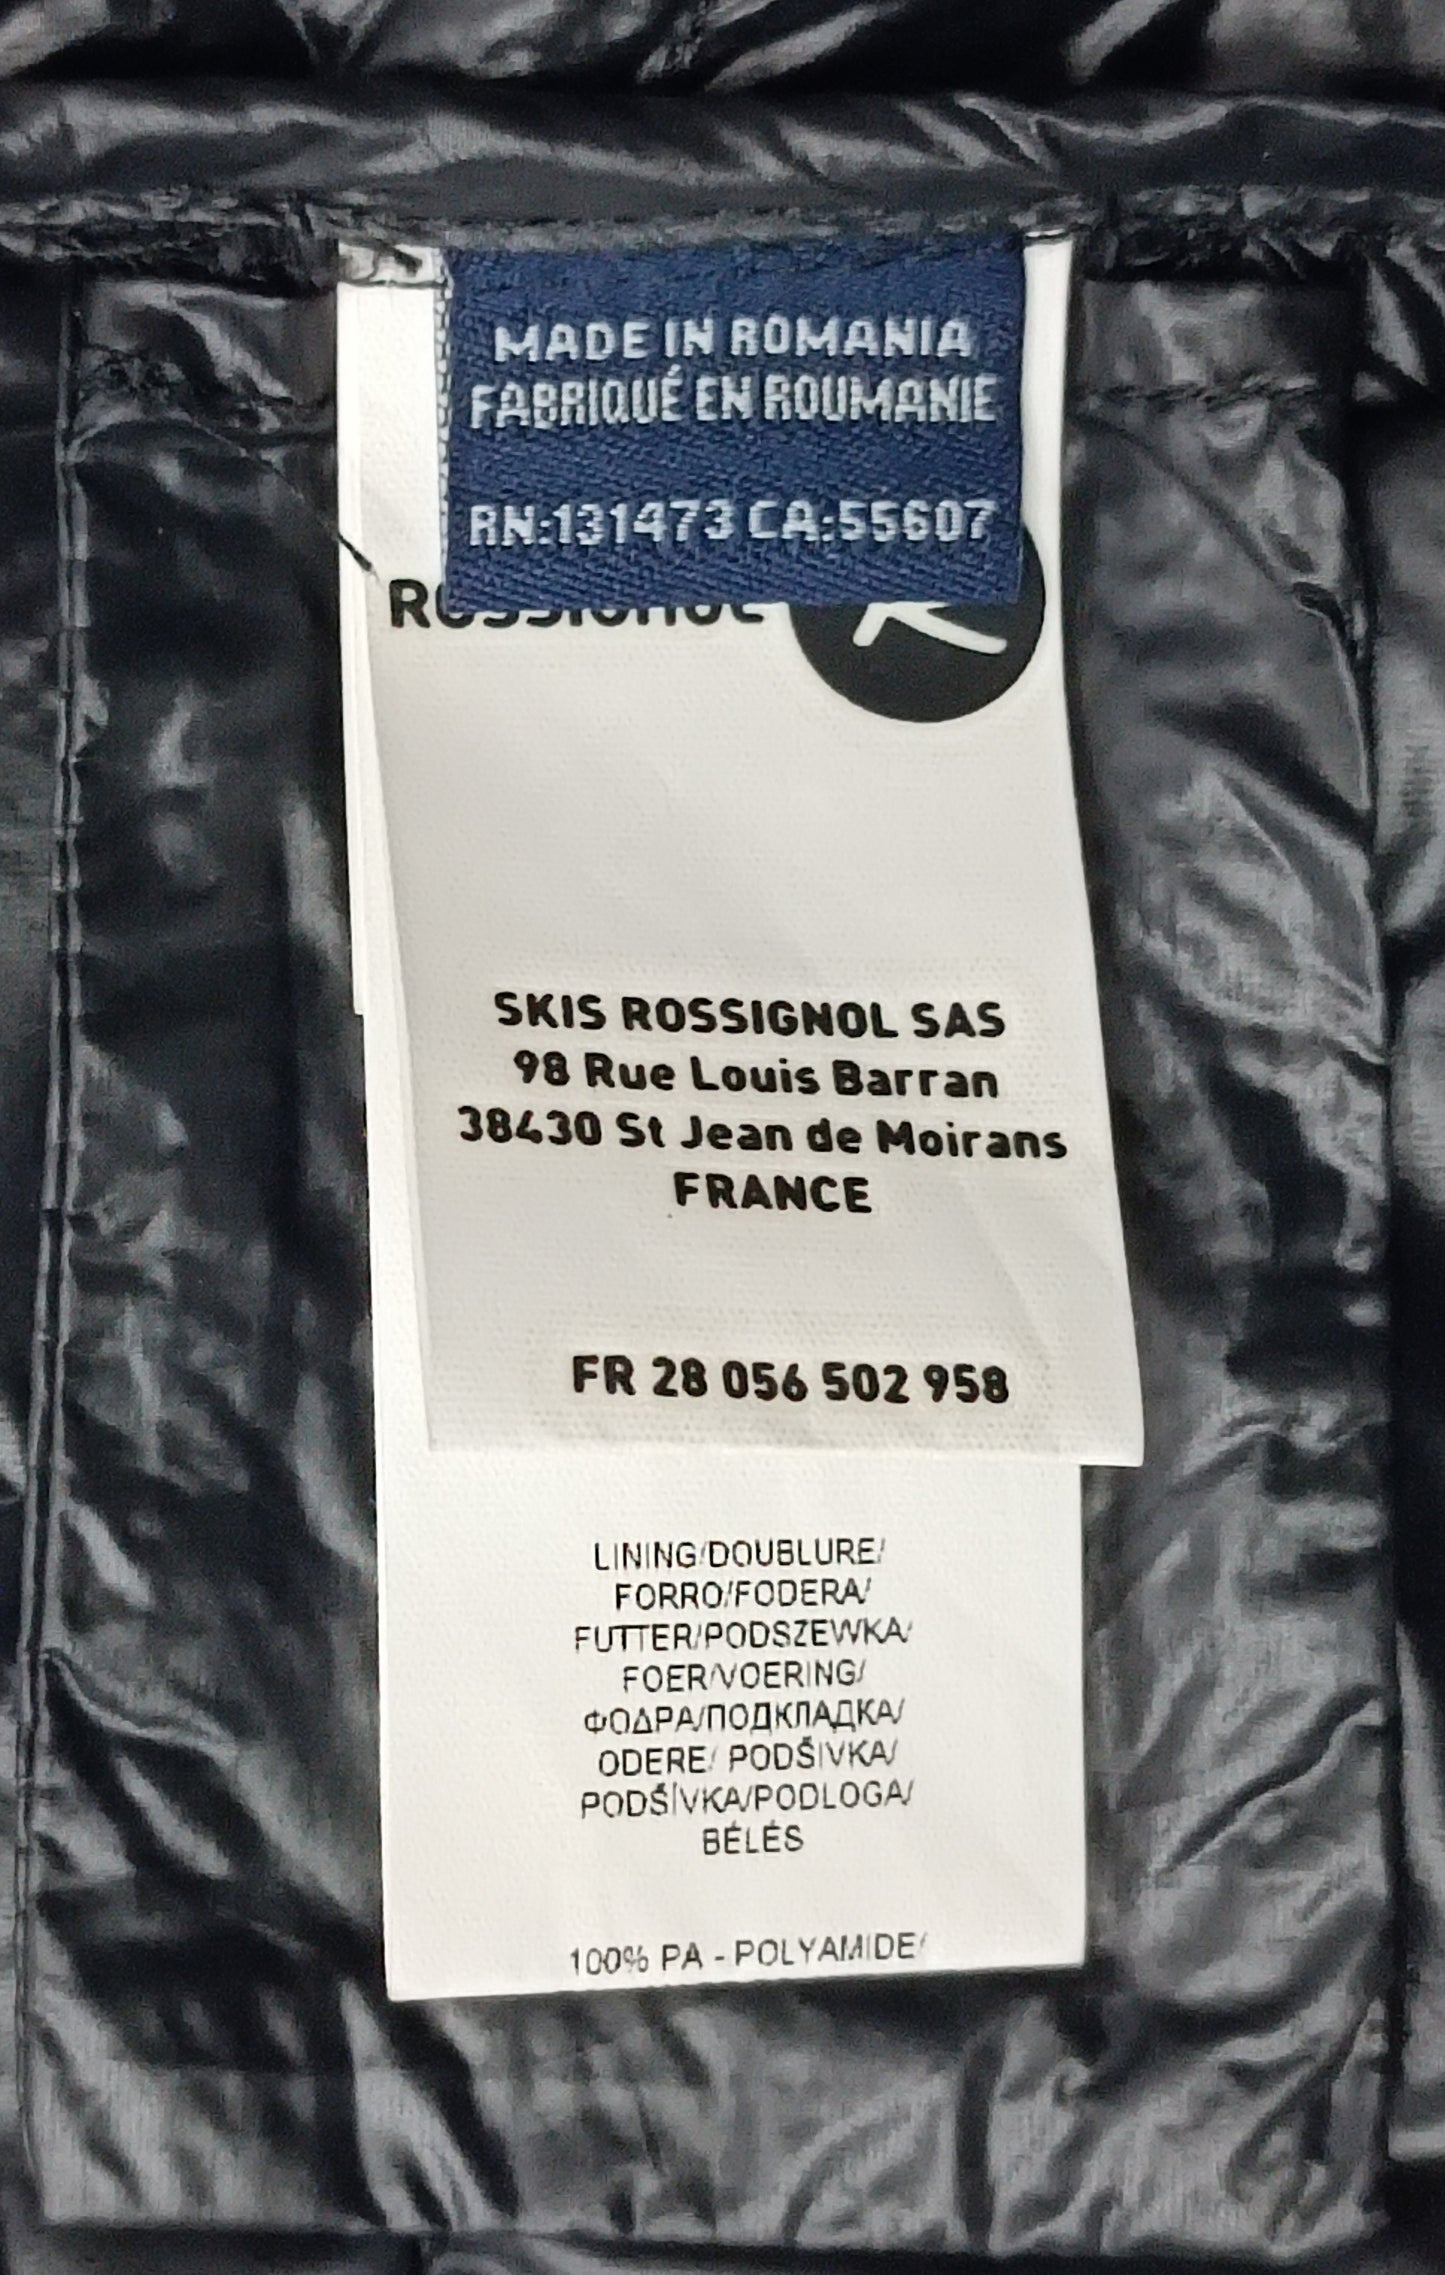 MADE IN ROMANIA
FABRIQUÉ EN ROUMANIE
RN:131473 CA:55607
ROSSIGNOL
SKIS ROSSIGNOL SAS
98 Rue Louis Barran
38430 St Jean de Moirans
FRANCE
FR 28 056 502 958
LINING/DOUBLURE/
FORRO/FODERA/
FUTTER/PODSZEWKA/
FOER/VOERING/
ΦΟΔΡΑ/ПОДКЛАДКА/
ODERE/ PODŠIVKA/
PODŠÍVKA/PODLOGA/
BÉLÉS
100% PA - POLYAMIDE/